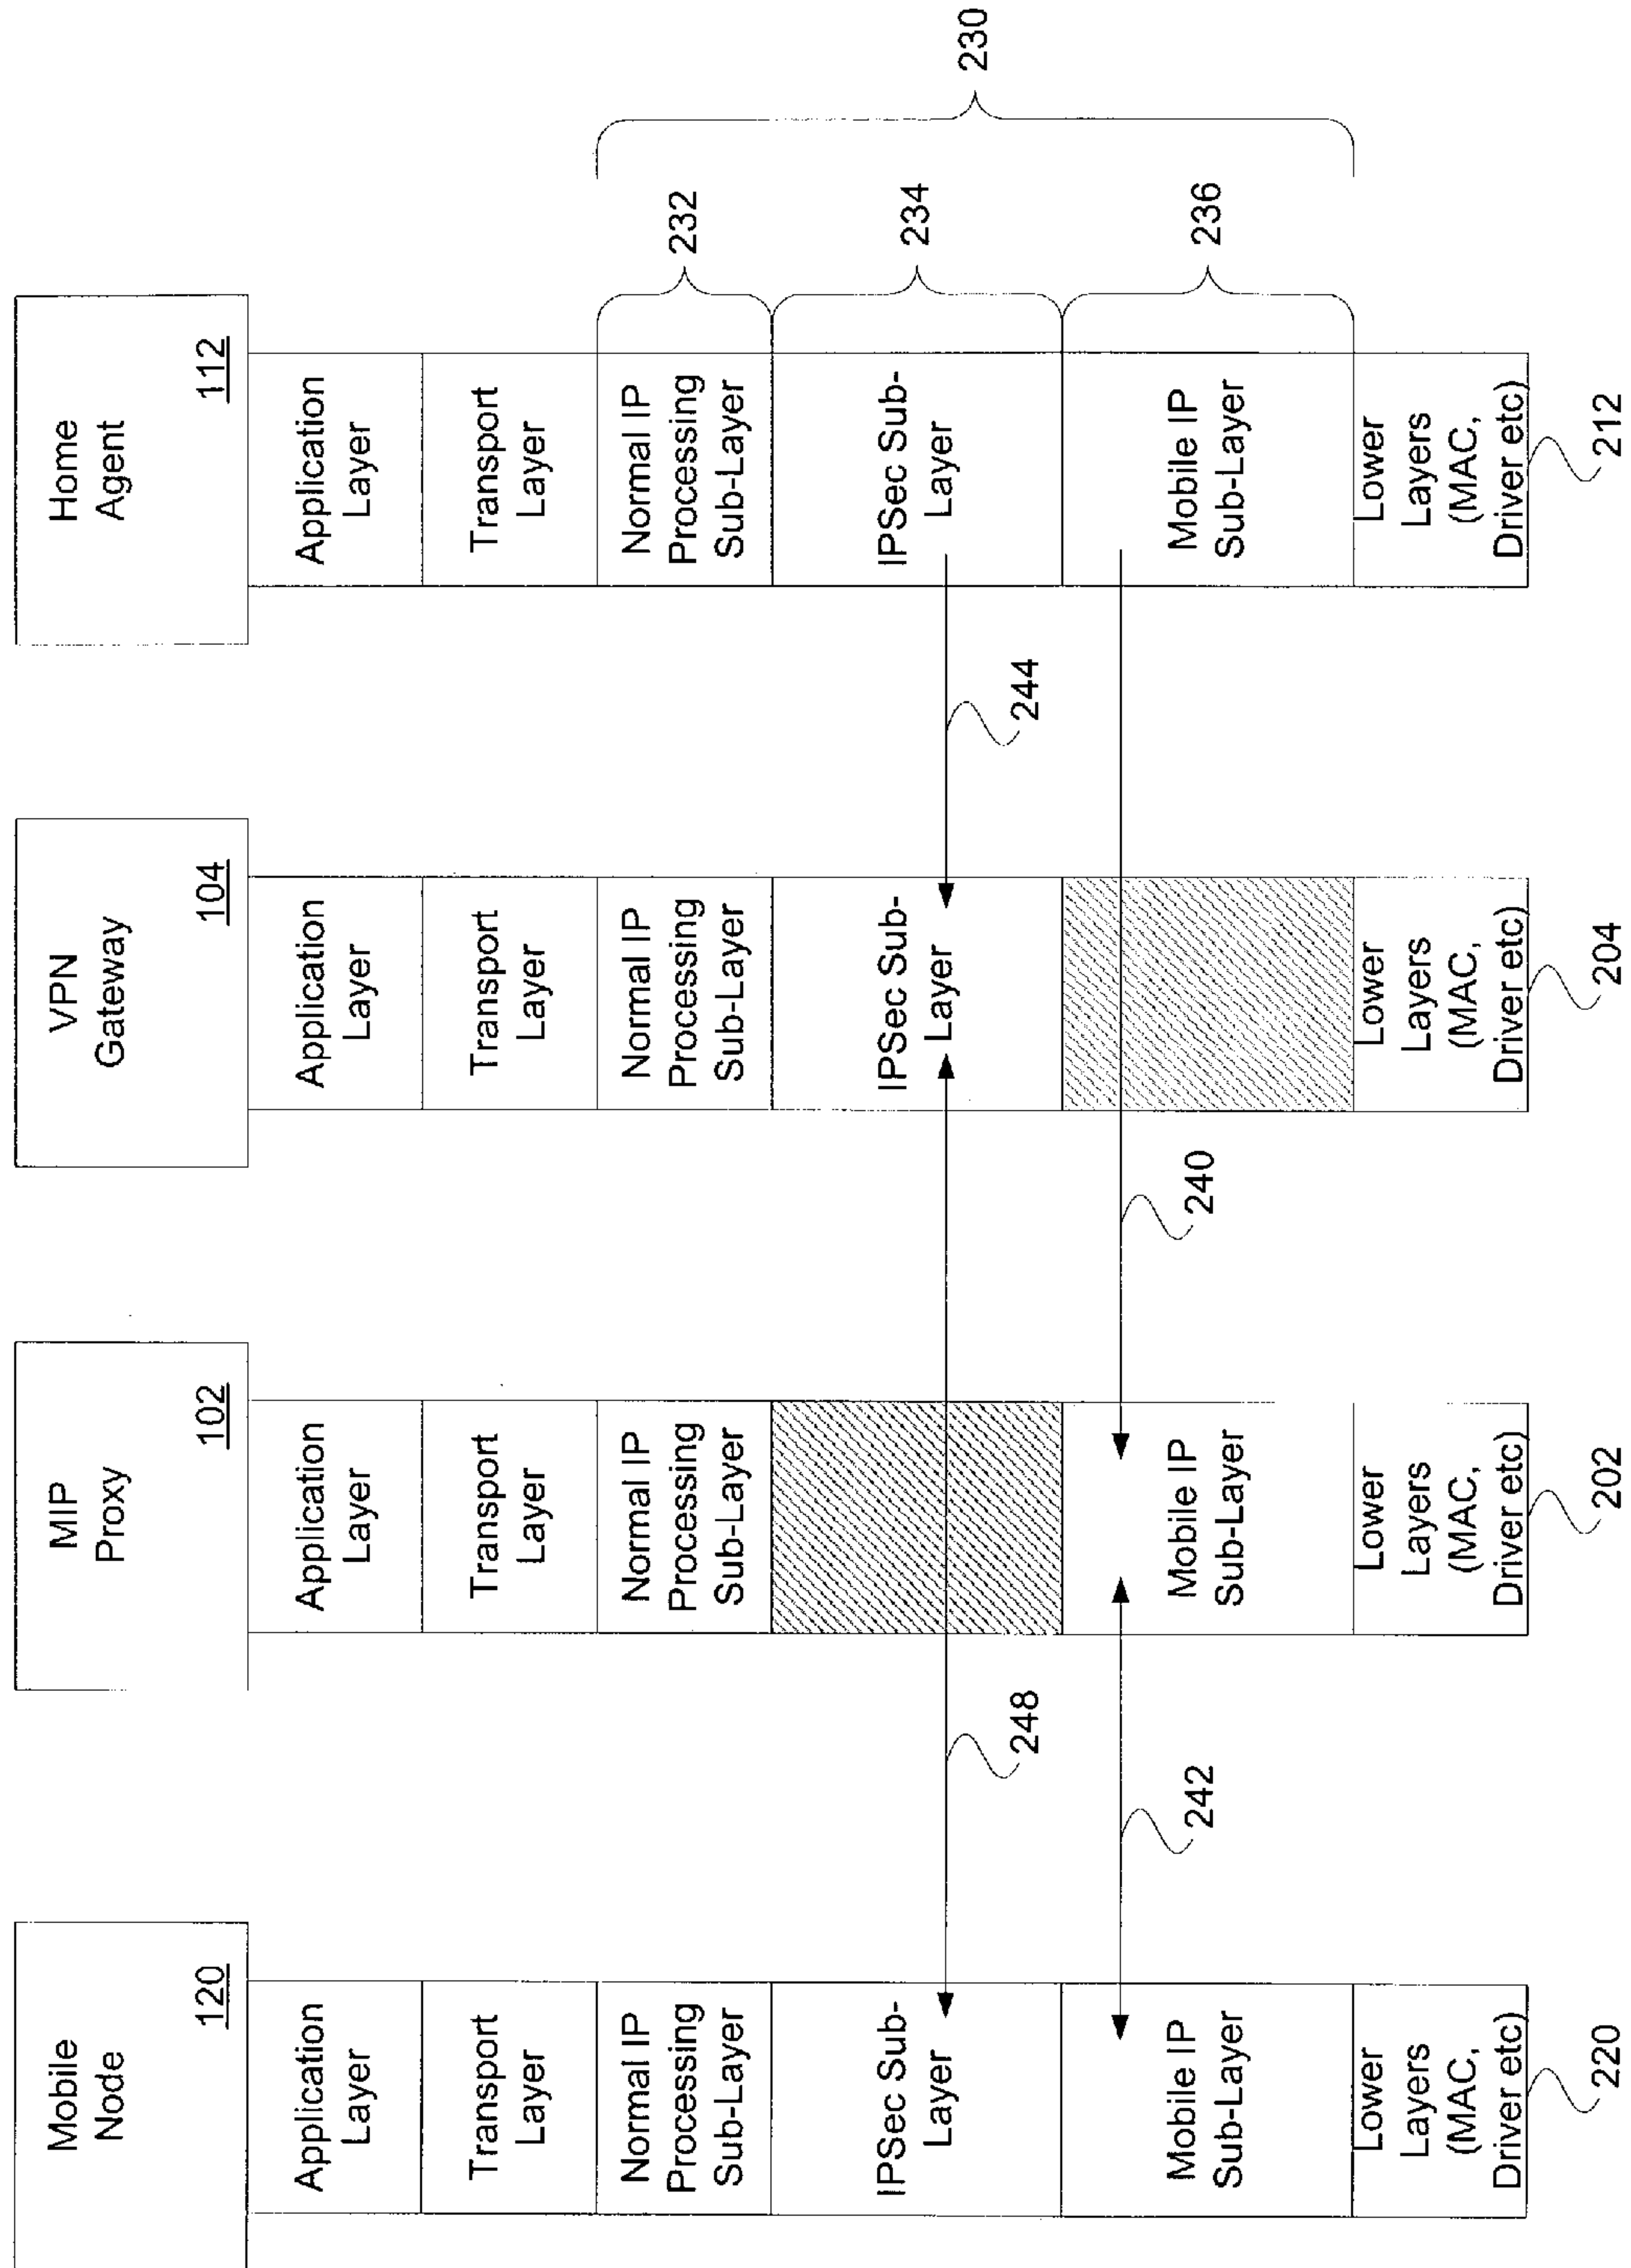 Mobile
Node
120
Application
Layer
Transport
Layer
Normal IP
Processing
Sub-Layer
IPSec Sub-
Layer
Mobile IP
Sub-Layer
Lower
Layers
(MAC,
Driver etc)
220
248
242
MIP
Proxy
102
Application
Layer
Transport
Layer
Normal IP
Processing
Sub-Layer
Mobile IP
Sub-Layer
Lower
Layers
(MAC,
Driver etc)
202
240
VPN
Gateway
104
Application
Layer
Transport
Layer
Normal IP
Processing
Sub-Layer
IPSec Sub-
Layer
Lower
Layers
(MAC,
Driver etc)
204
244
Home
Agent
112
Application
Layer
Transport
Layer
Normal IP
Processing
Sub-Layer
IPSec Sub-
Layer
Mobile IP
Sub-Layer
Lower
Layers
(MAC,
Driver etc)
212
232
234
236
230